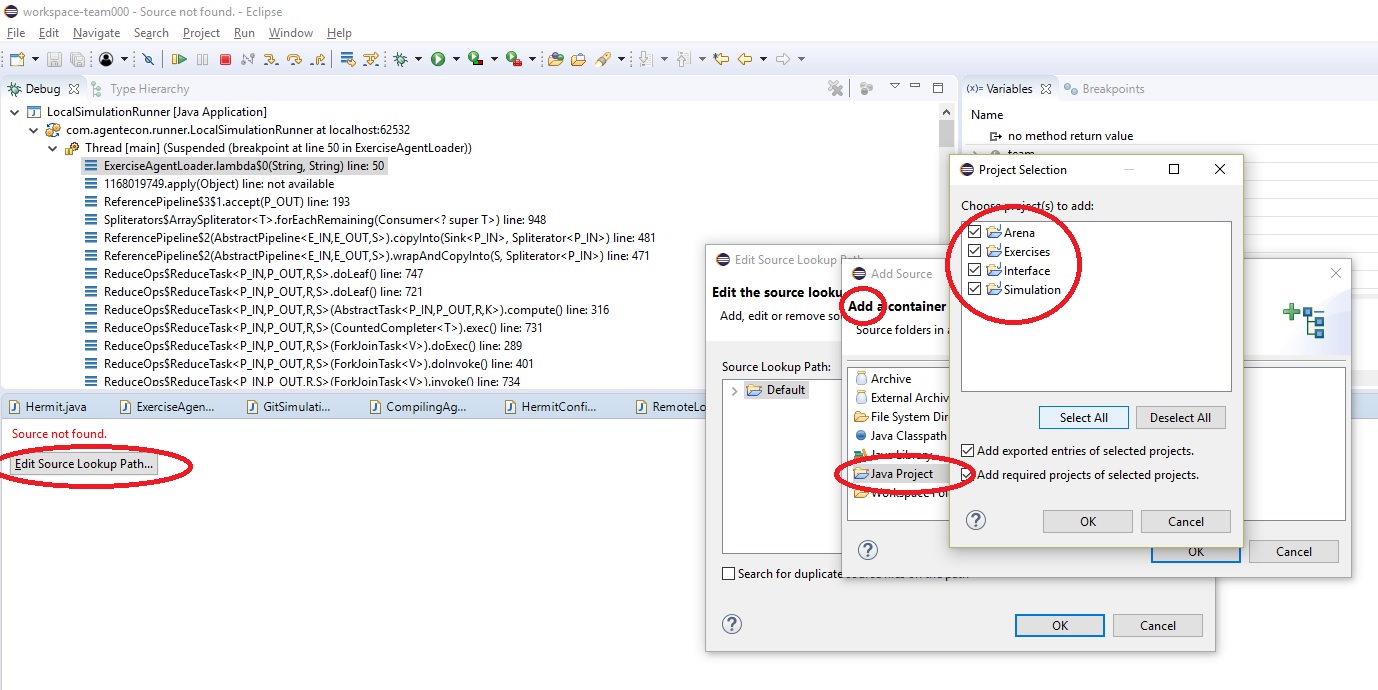 workspace-team000 - Source not found. - Eclipse
File Edit Navigate Search Project Run Window Help
Debug Type Hierarchy
LocalSimulationRunner [Java Application]
com.agentecon.runner.LocalSimulationRunner at localhost:62532
Thread [main] (Suspended (breakpoint at line 50 in ExerciseAgentLoader))
ExerciseAgentLoader.lambda$0(String, String) line: 50
1168019749.apply(Object) line: not available
ReferencePipeline$3$1.accept(P_OUT) line: 193
Spliterators$ArraySpliterator<T>.forEachRemaining(Consumer<? super T>) line: 948
ReferencePipeline$2(AbstractPipeline<E_IN,E_OUT,S>).copyInto(Sink<P_IN>, Spliterator<P_IN>) line: 481
ReferencePipeline$2(AbstractPipeline<E_IN,E_OUT,S>).wrapAndCopyInto(S, Spliterator<P_IN>) line: 471
ReduceOps$ReduceTask<P_IN,P_OUT,R,S>.doLeaf() line: 747
ReduceOps$ReduceTask<P_IN,P_OUT,R,S>.doLeaf() line: 721
ReduceOps$ReduceTask<P_IN,P_OUT,R,S>(AbstractTask<P_IN,P_OUT,R,K>).compute() line: 316
ReduceOps$ReduceTask<P_IN,P_OUT,R,S>(CountedCompleter<T>).exec() line: 731
ReduceOps$ReduceTask<P_IN,P_OUT,R,S>(ForkJoinTask<V>).doExec() line: 289
ReduceOps$ReduceTask<P_IN,P_OUT,R,S>(ForkJoinTask<V>).doInvoke() line: 401
ReduceOps$ReduceTask<P_IN,P_OUT,R,S>(ForkJoinTask<V>).invoke() line: 734
(x)= Variables Breakpoints
Name
no method return value
team
Hermit.java ExerciseAgen... GitSimulati... CompilingAg... HermitConfi... RemoteLo
Source not found.
Edit Source Lookup Path...
Edit Source Lookup Path
Edit the source looku
Add, edit or remove so
Source Lookup Path:
Default
Search for duplicate source files on the path
OK Cancel
Add Source
Add a container
Source folders in a
Archive
External Archiv
File System Dir
Java Classpath
Java Library
Java Project
Workspace Fol
OK Cancel
Project Selection
Choose project(s) to add:
Arena
Exercises
Interface
Simulation
Select All Deselect All
Add exported entries of selected projects.
Add required projects of selected projects.
OK Cancel